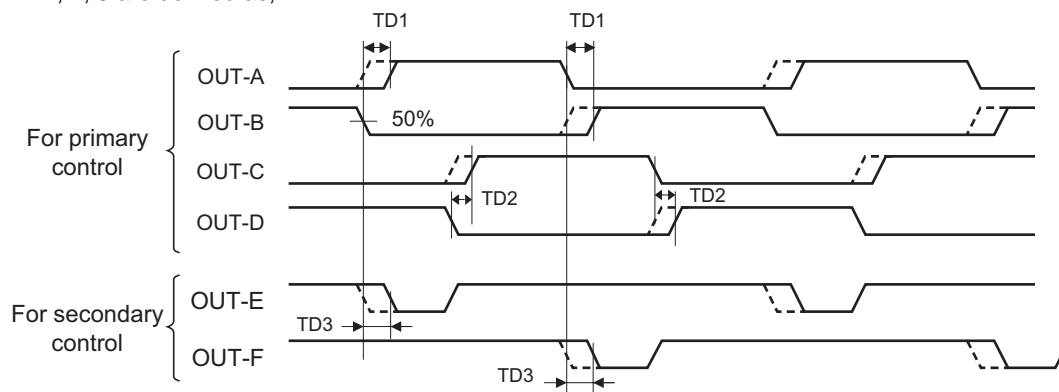 TD1 TD1
OUT-A
OUT-B
50%
For primary
control
OUT-C
TD2 TD2
OUT-D
OUT-E
For secondary
control
TD3
OUT-F
TD3